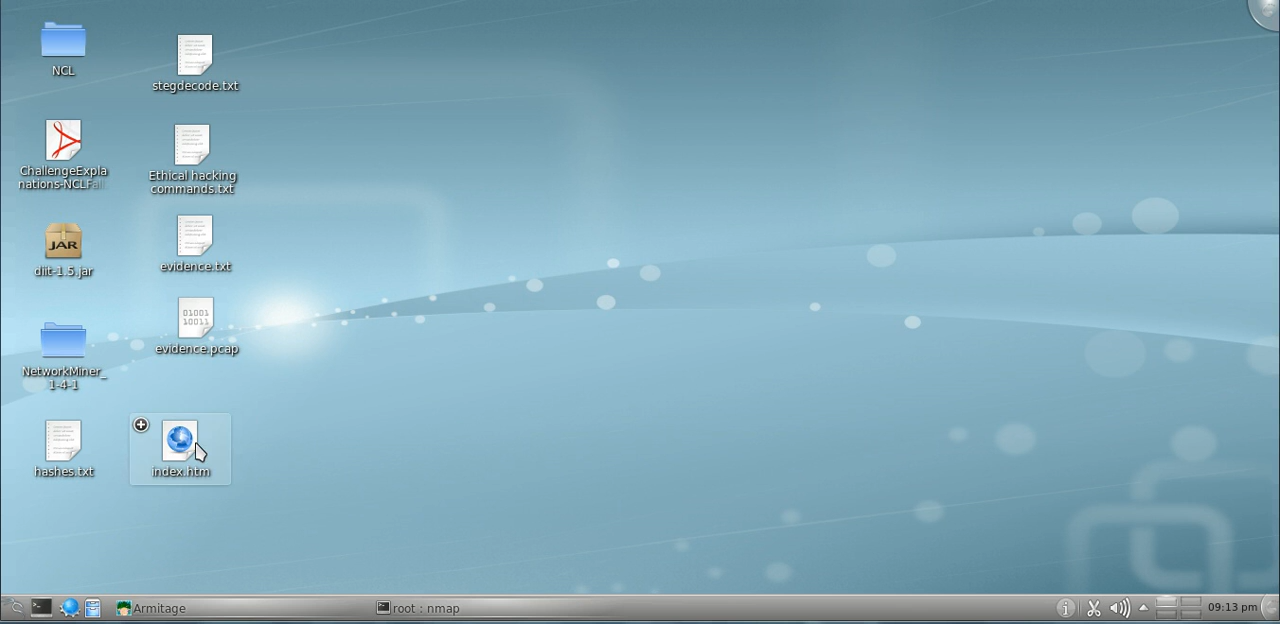 NCL
stegdecode.txt
ChallengeExpla
nations-NCLFall
Ethical hacking
commands.txt
JAR
diit-1.5.jar
evidence.txt
01001
10011
evidence.pcap
NetworkMiner_
1-4-1
hashes.txt
index.htm
Armitage
root : nmap
09:13 pm